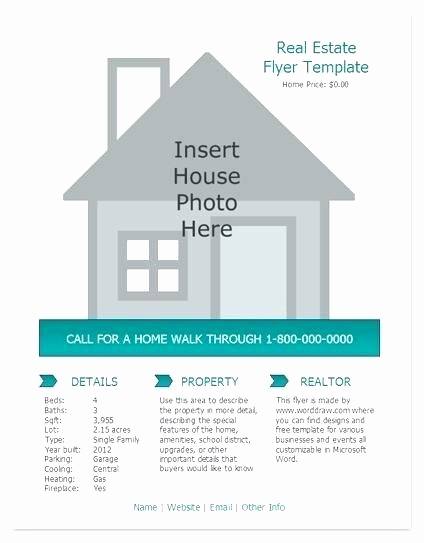 Real Estate
Flyer Template
Home Price: $0.00
Insert
House
Photo
Here
CALL FOR A HOME WALK THROUGH 1-800-000-0000
DETAILS
Beds: 4
Baths: 3
Sqft: 3,955
Lot: 2.15 acres
Type: Single Family
Year built: 2012
Parking: Garage
Cooling: Central
Heating: Gas
Fireplace: Yes
PROPERTY
Use this area to describe
the property in more detail,
describing the special
features of the home,
amenities, school district,
upgrades, or other
important details that
buyers would like to know
REALTOR
This flyer is made by
www.worddraw.com where
you can find designs and
free template for various
businesses and events all
customizable in Microsoft
Word.
Name | Website | Email | Other Info